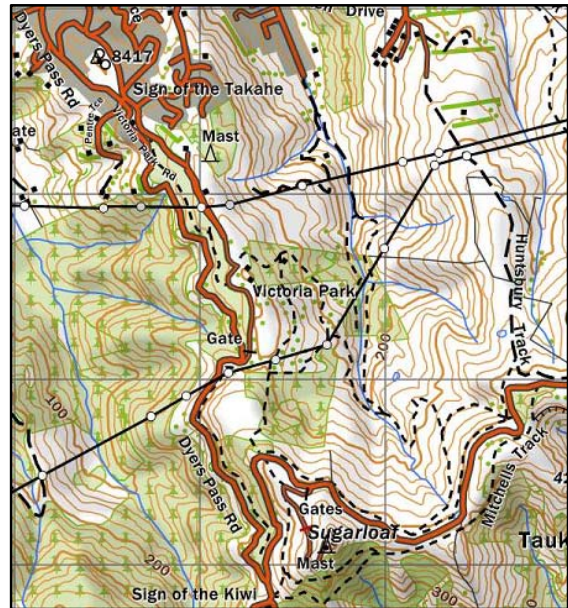 Drive
Dyers Pass Rd
ce
8417
Sign of the Takahe
Pentre Tce
Victoria Park Rd
ate
Mast
Huntsbury Track
Victoria Park
Gate
200
100
Dyers Pass Rd
Mitchells Track
Gates
Sugarloaf
Tauk
Mast
200
300
Sign of the Kiwi